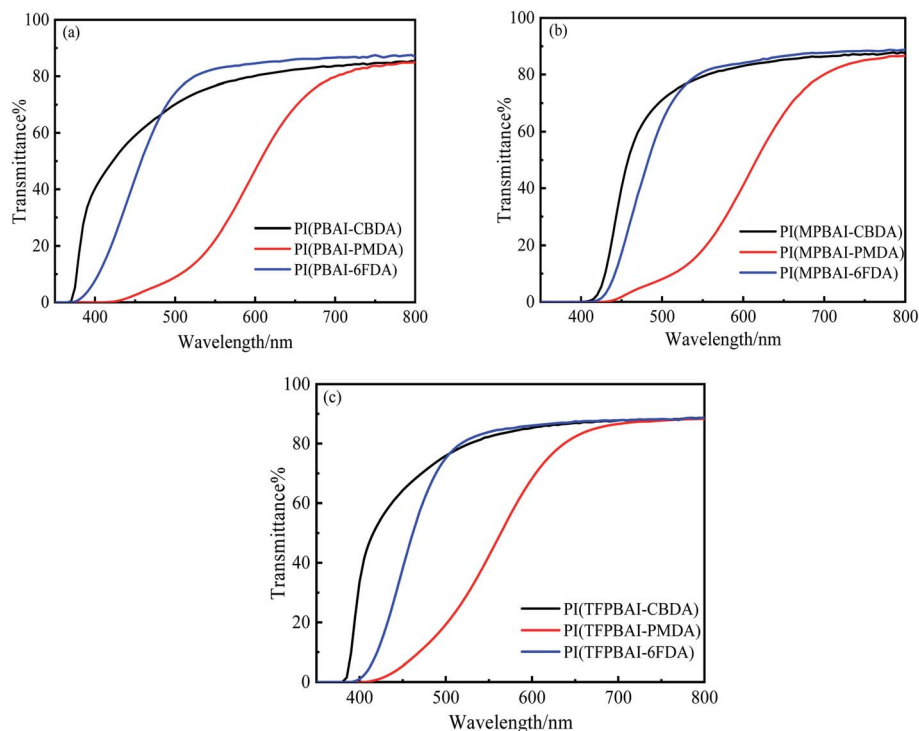 (a)
100
80
60
40
20
0
Transmittance%
PI(PBAI-CBDA)
PI(PBAI-PMDA)
PI(PBAI-6FDA)
400 500 600 700 800
Wavelength/nm
(b)
100
80
60
40
20
0
Transmittance%
PI(MPBAI-CBDA)
PI(MPBAI-PMDA)
PI(MPBAI-6FDA)
400 500 600 700 800
Wavelength/nm
(c)
100
80
60
40
20
0
Transmittance%
PI(TFPBAI-CBDA)
PI(TFPBAI-PMDA)
PI(TFPBAI-6FDA)
400 500 600 700 800
Wavelength/nm